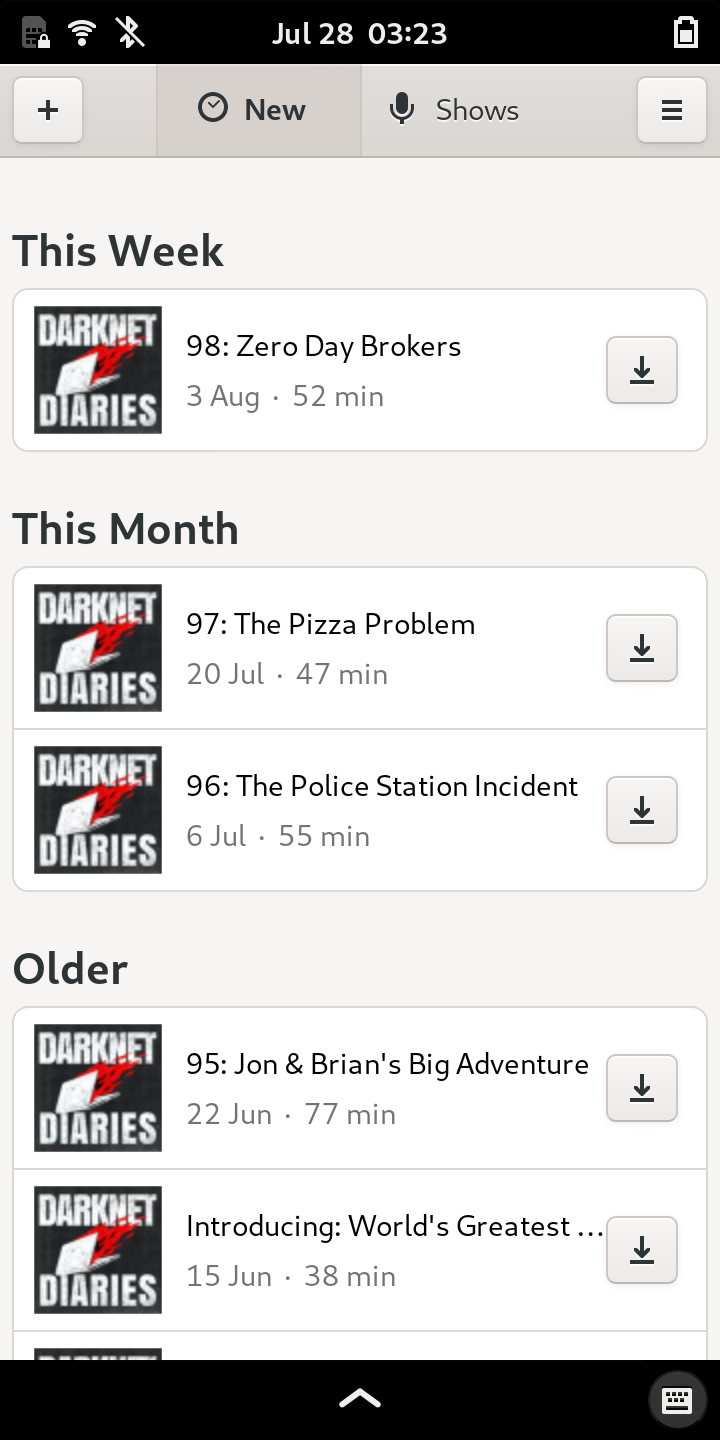 Jul 28 03:23
New
Shows
This Week
DARKNET
DIARIES
98: Zero Day Brokers
3 Aug · 52 min
This Month
DARKNET
DIARIES
97: The Pizza Problem
20 Jul · 47 min
DARKNET
DIARIES
96: The Police Station Incident
6 Jul · 55 min
Older
DARKNET
DIARIES
95: Jon & Brian's Big Adventure
22 Jun · 77 min
DARKNET
DIARIES
Introducing: World's Greatest ...
15 Jun · 38 min